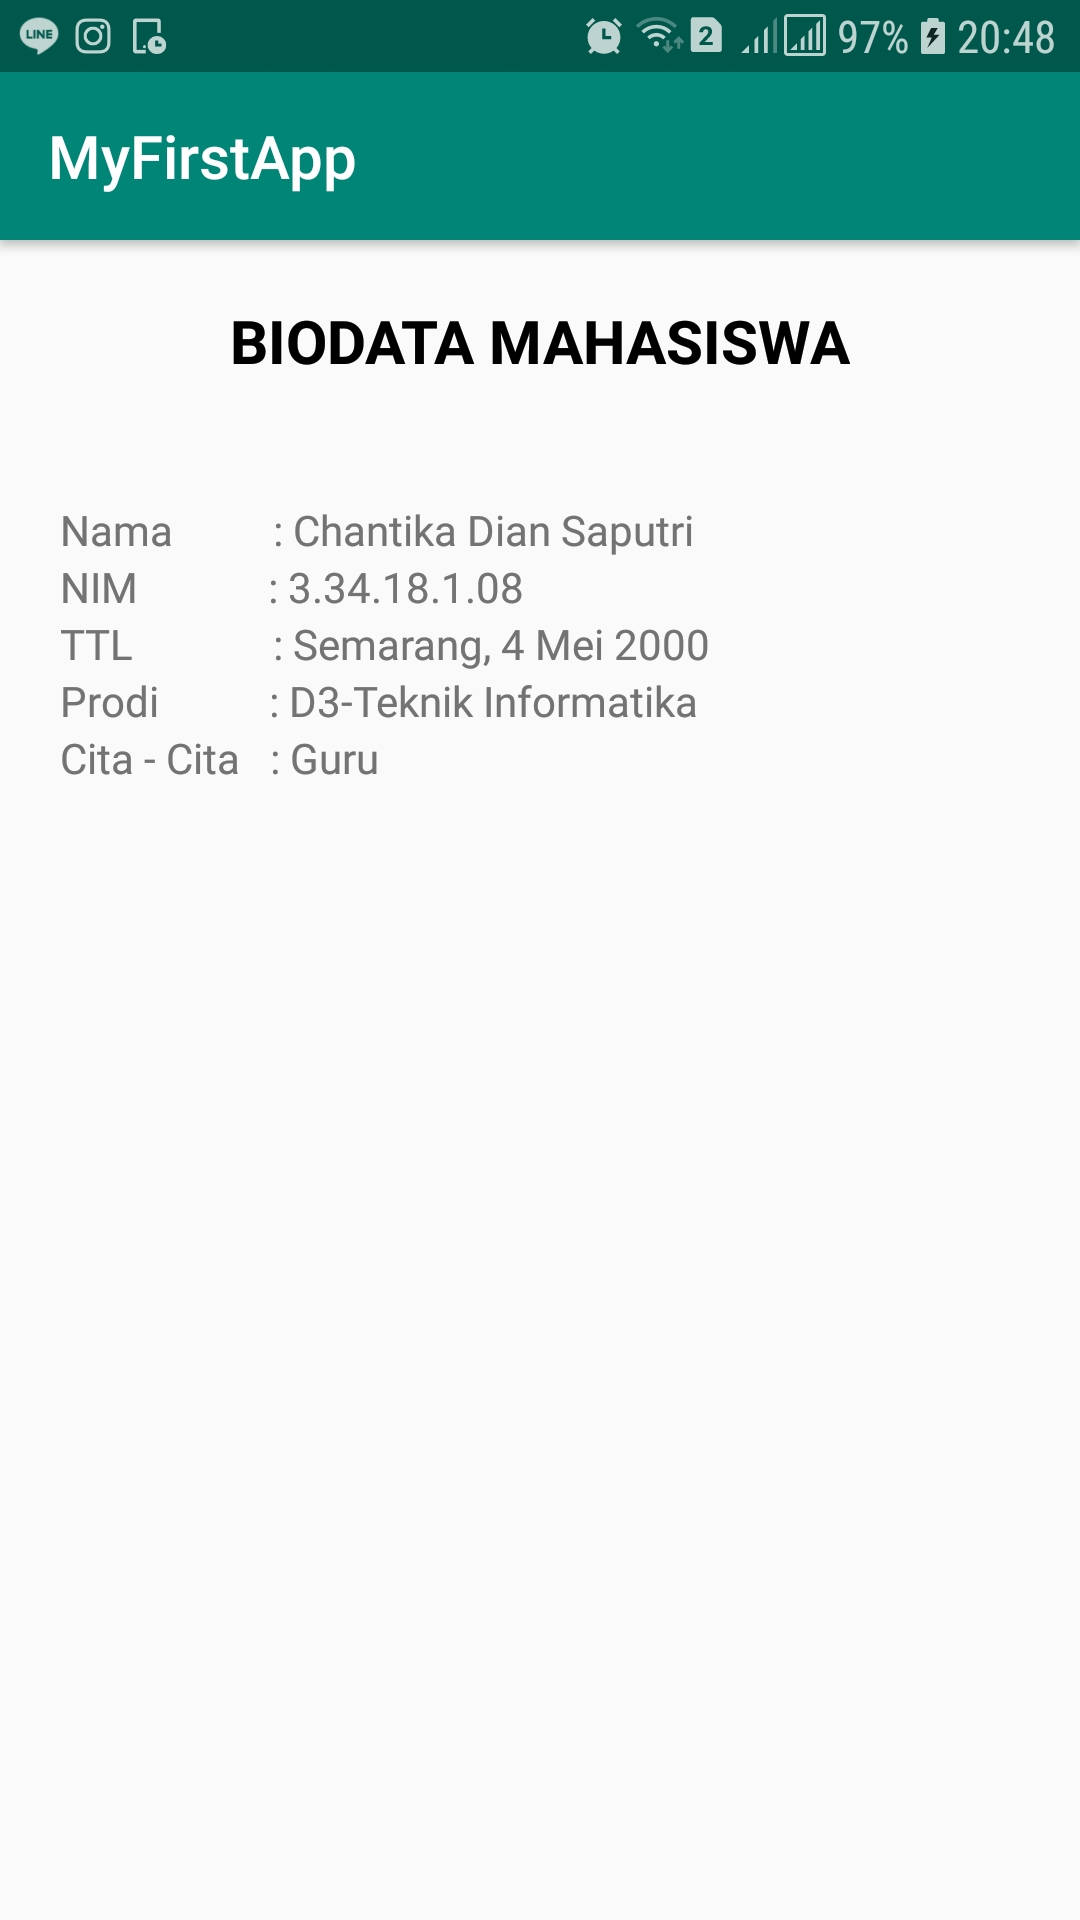 LINE 2 97% 20:48
MyFirstApp
BIODATA MAHASISWA
Nama : Chantika Dian Saputri
NIM : 3.34.18.1.08
TTL : Semarang, 4 Mei 2000
Prodi : D3-Teknik Informatika
Cita - Cita : Guru